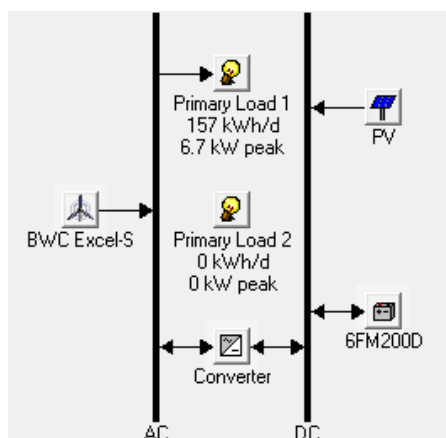 Primary Load 1
157 kWh/d
6.7 kW peak
PV
BWC Excel-S
Primary Load 2
0 kWh/d
0 kW peak
6FM200D
Converter
AC
DC